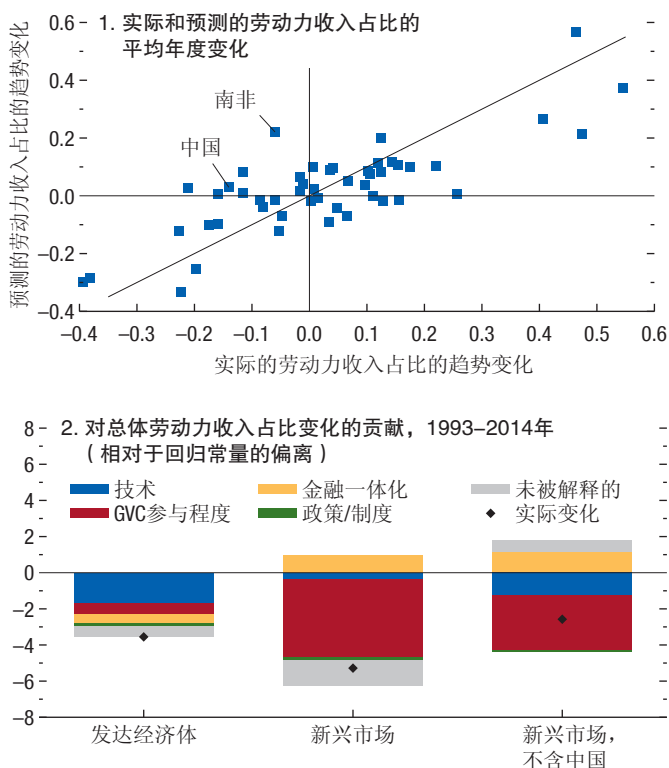 1. 实际和预测的劳动力收入占比的
平均年度变化
预测的劳动力收入占比的趋势变化
0.6
0.4
0.2
0.0
–0.2
–0.4
南非
中国
–0.4 –0.3 –0.2 –0.1 0.0 0.1 0.2 0.3 0.4 0.5 0.6
实际的劳动力收入占比的趋势变化
2. 对总体劳动力收入占比变化的贡献，1993–2014年
（相对于回归常量的偏离）
技术 金融一体化 未被解释的
GVC参与程度 政策/制度 实际变化
8
6
4
2
0
–2
–4
–6
–8
发达经济体 新兴市场 新兴市场，
不含中国